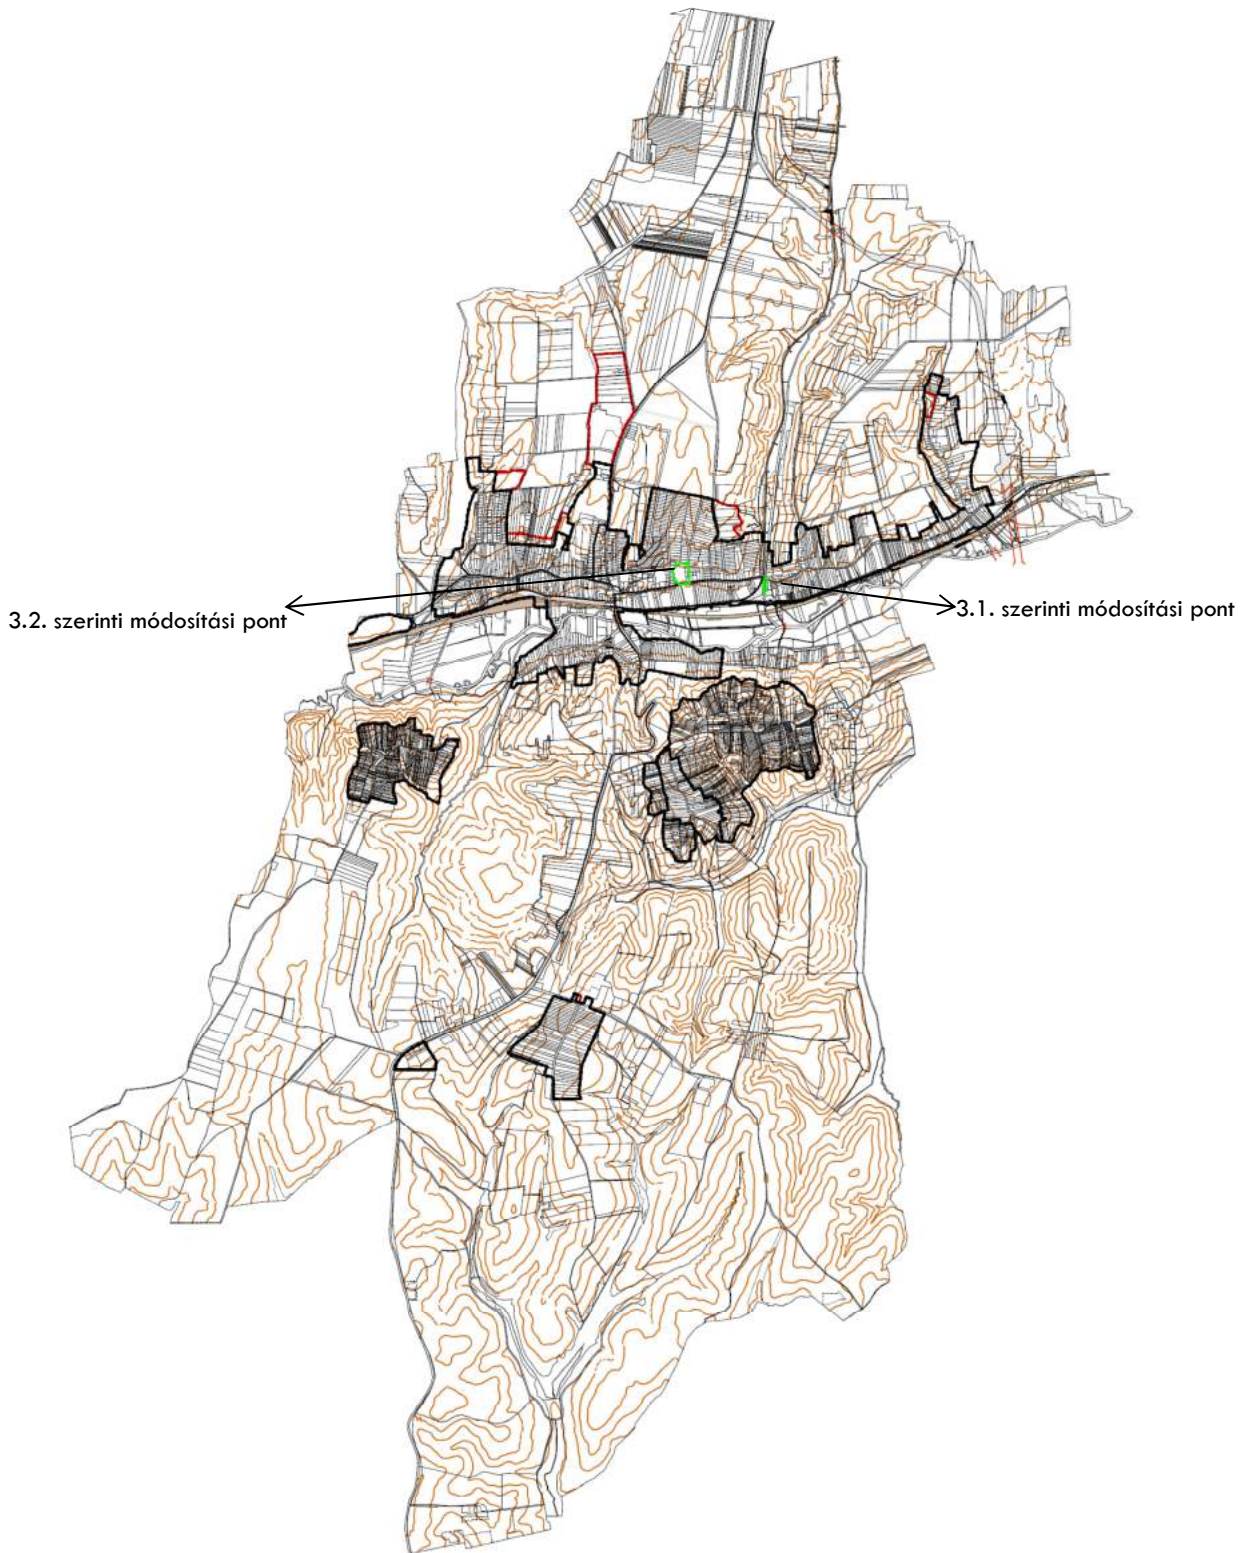 3.2. szerinti módosítási pont
3.1. szerinti módosítási pont